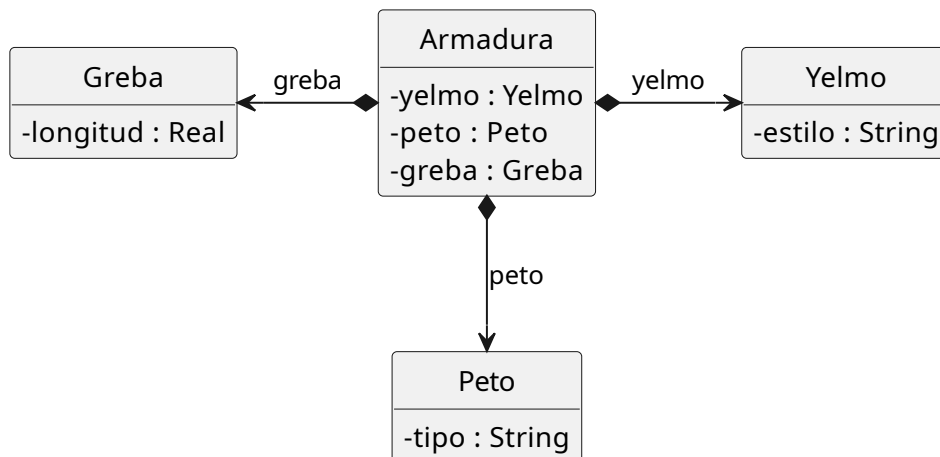 Armadura
-yelmo : Yelmo
-peto : Peto
-greba : Greba
Greba
-longitud : Real
greba
yelmo
Yelmo
-estilo : String
peto
Peto
-tipo : String